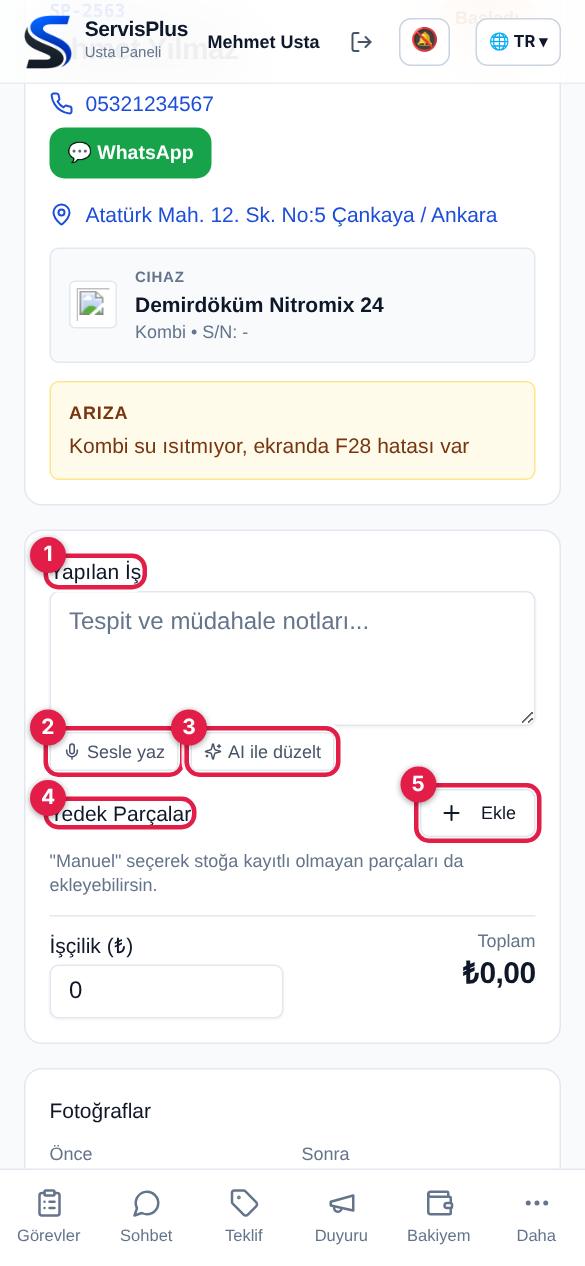 SP-2563
ServisPlus
Usta Paneli
Mehmet Usta
TR ▾
05321234567
WhatsApp
Atatürk Mah. 12. Sk. No:5 Çankaya / Ankara
CIHAZ
Demirdöküm Nitromix 24
Kombi • S/N: -
ARIZA
Kombi su ısıtmıyor, ekranda F28 hatası var
1
Yapılan İş
Tespit ve müdahale notları...
2
Sesle yaz
3
AI ile düzelt
4
Yedek Parçalar
5
+ Ekle
"Manuel" seçerek stoğa kayıtlı olmayan parçaları da
ekleyebilirsin.
İşçilik (₺)
0
Toplam
₺0,00
Fotoğraflar
Önce
Sonra
Görevler
Sohbet
Teklif
Duyuru
Bakiyem
Daha